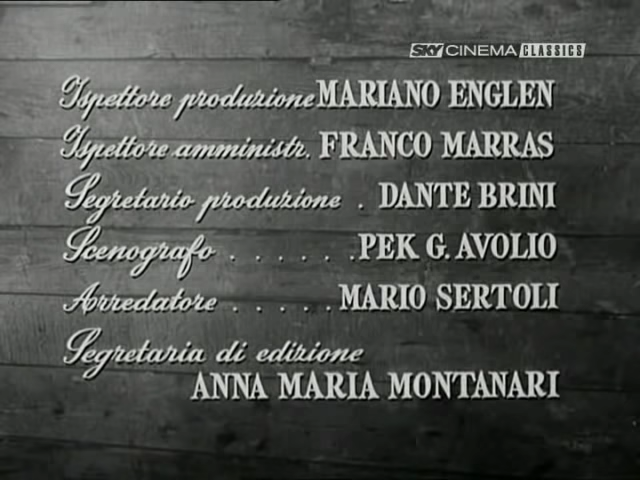 SKY CINEMA CLASSICS
Ispettore produzione MARIANO ENGLEN
Ispettore amministr. FRANCO MARRAS
Segretario produzione . DANTE BRINI
Scenografo . . . . . . PEK G. AVOLIO
Arredatore . . . . . MARIO SERTOLI
Segretaria di edizione
ANNA MARIA MONTANARI